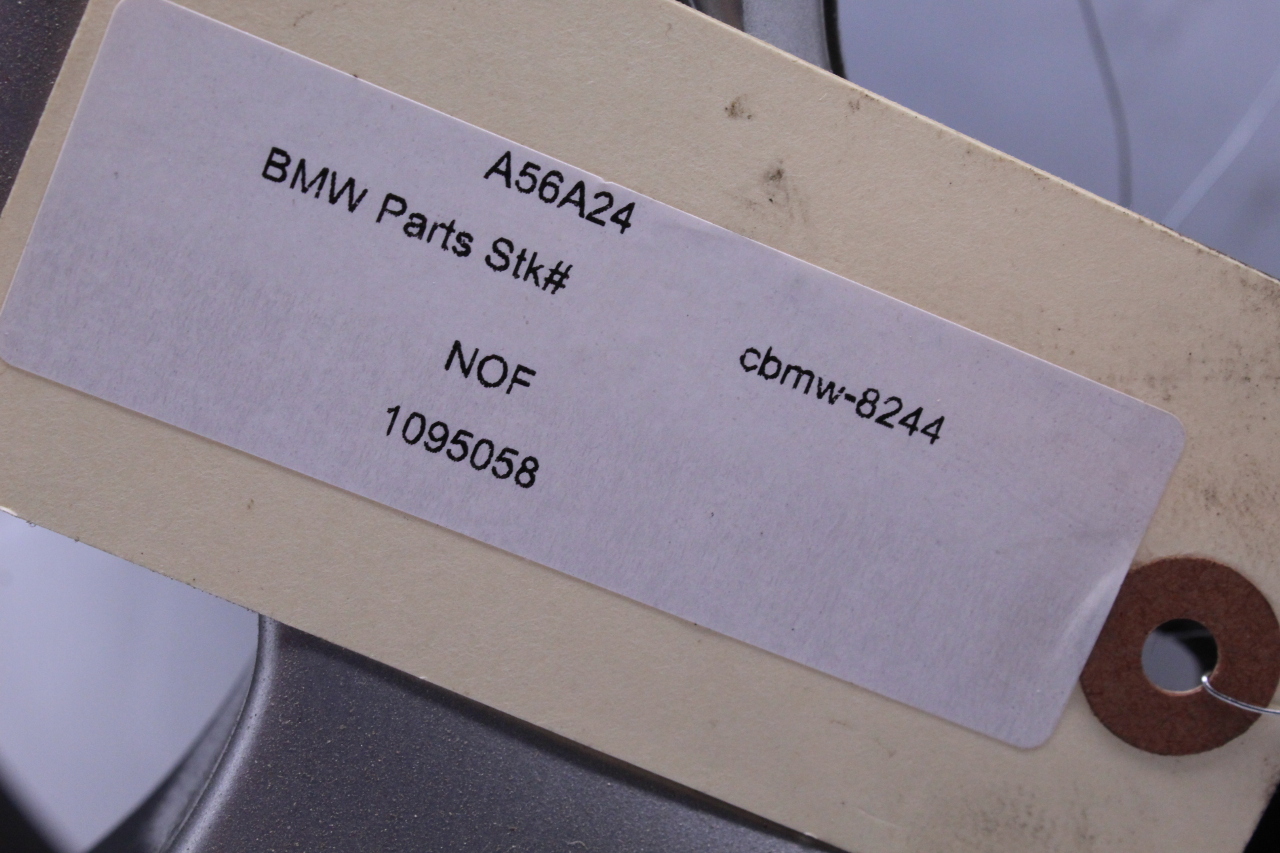 A56A24
BMW Parts Stk#
cbmw-8244
NOF
1095058